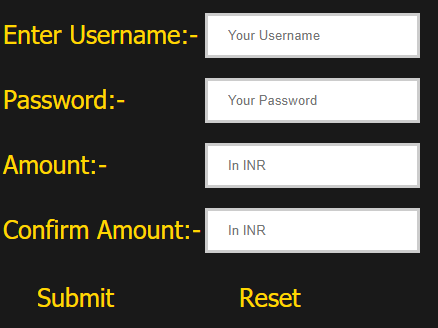 Enter Username:- Your Username
Password:- Your Password
Amount:- In INR
Confirm Amount:- In INR
Submit Reset